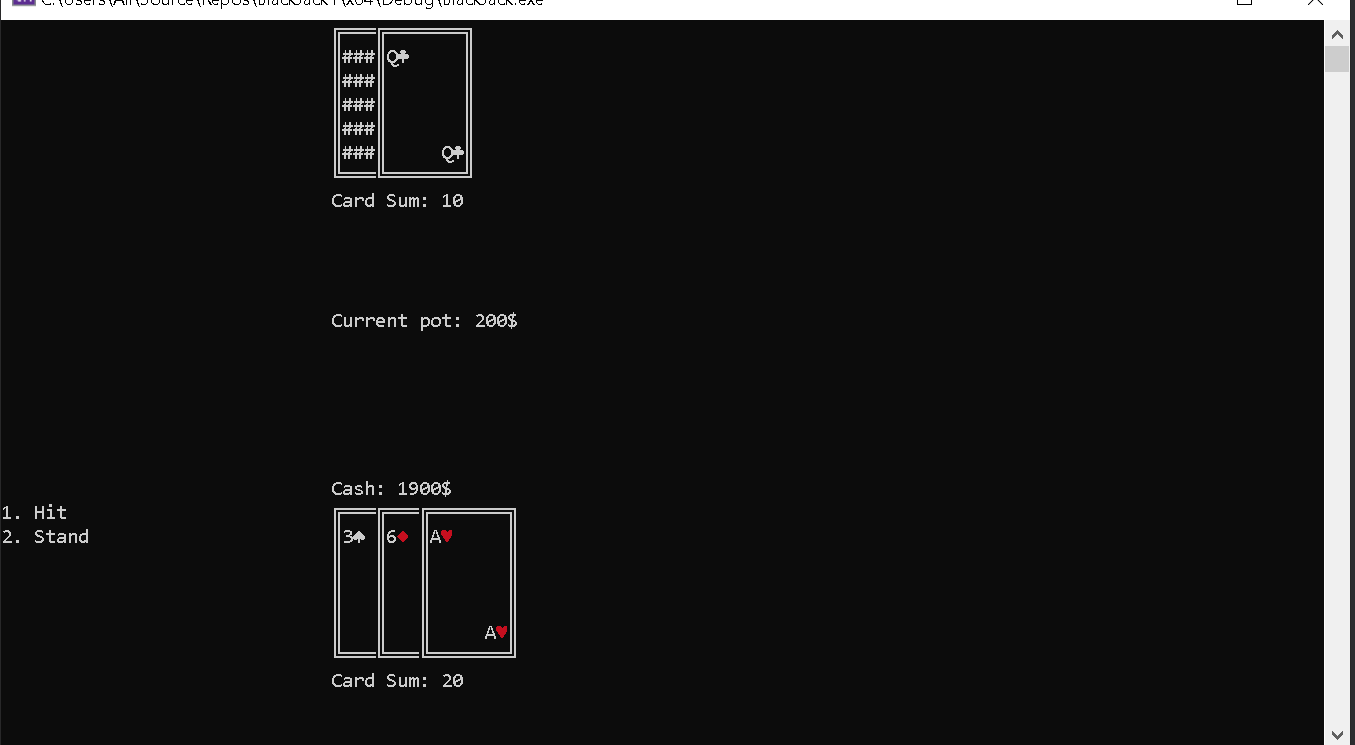 ### Q♣
###
###
###
### Q♣
Card Sum: 10
Current pot: 200$
Cash: 1900$
1. Hit
2. Stand
3♠ 6♦ A♥
A♥
Card Sum: 20